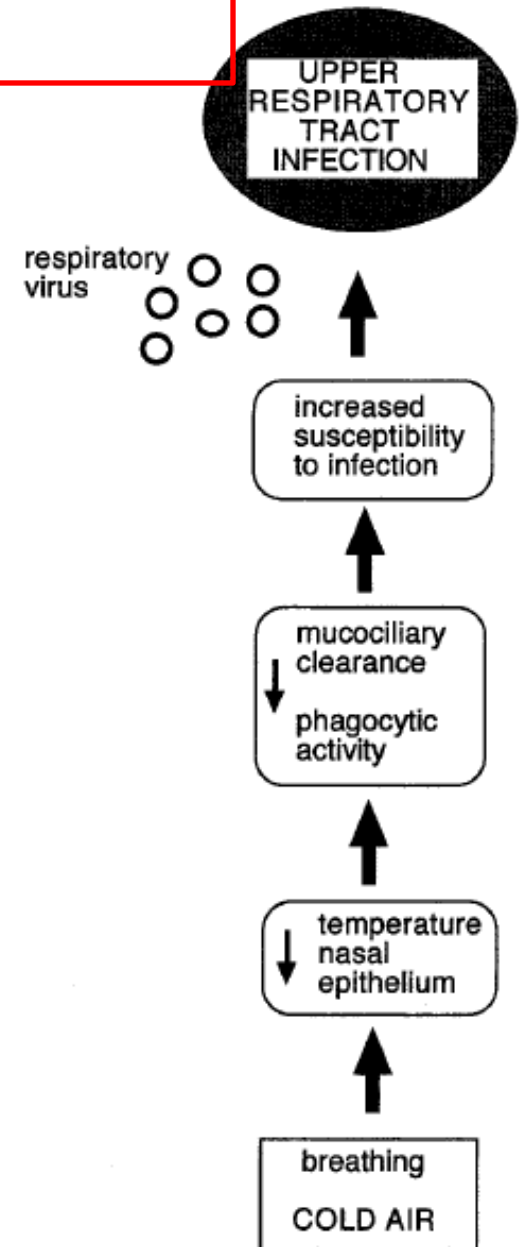 UPPER
RESPIRATORY
TRACT
INFECTION
respiratory
virus
increased
susceptibility
to infection
mucociliary
clearance
phagocytic
activity
temperature
nasal
epithelium
breathing
COLD AIR